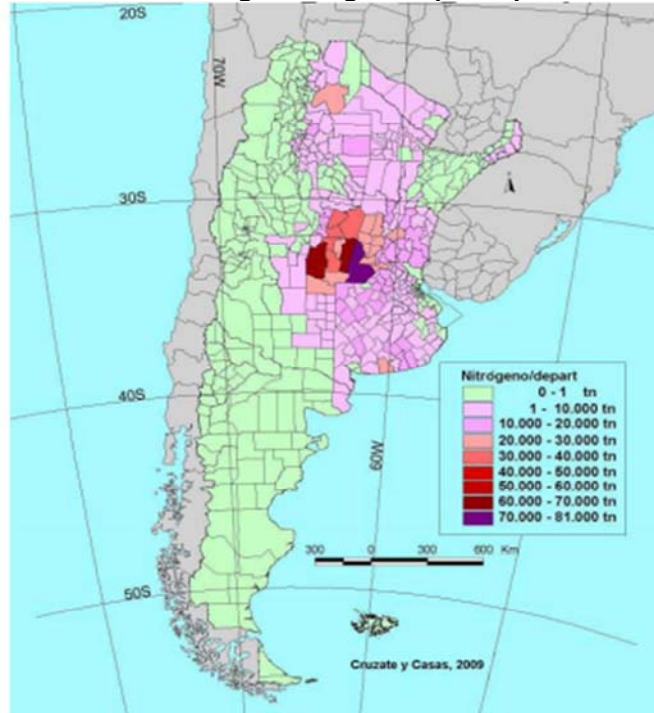 20S
70W
30S
40S
60W
50S
Nitrógeno/depart
0 - 1 tn
1 - 10.000 tn
10.000 - 20.000 tn
20.000 - 30.000 tn
30.000 - 40.000 tn
40.000 - 50.000 tn
50.000 - 60.000 tn
60.000 - 70.000 tn
70.000 - 81.000 tn
300 0 300 600 Km
Cruzate y Casas, 2009